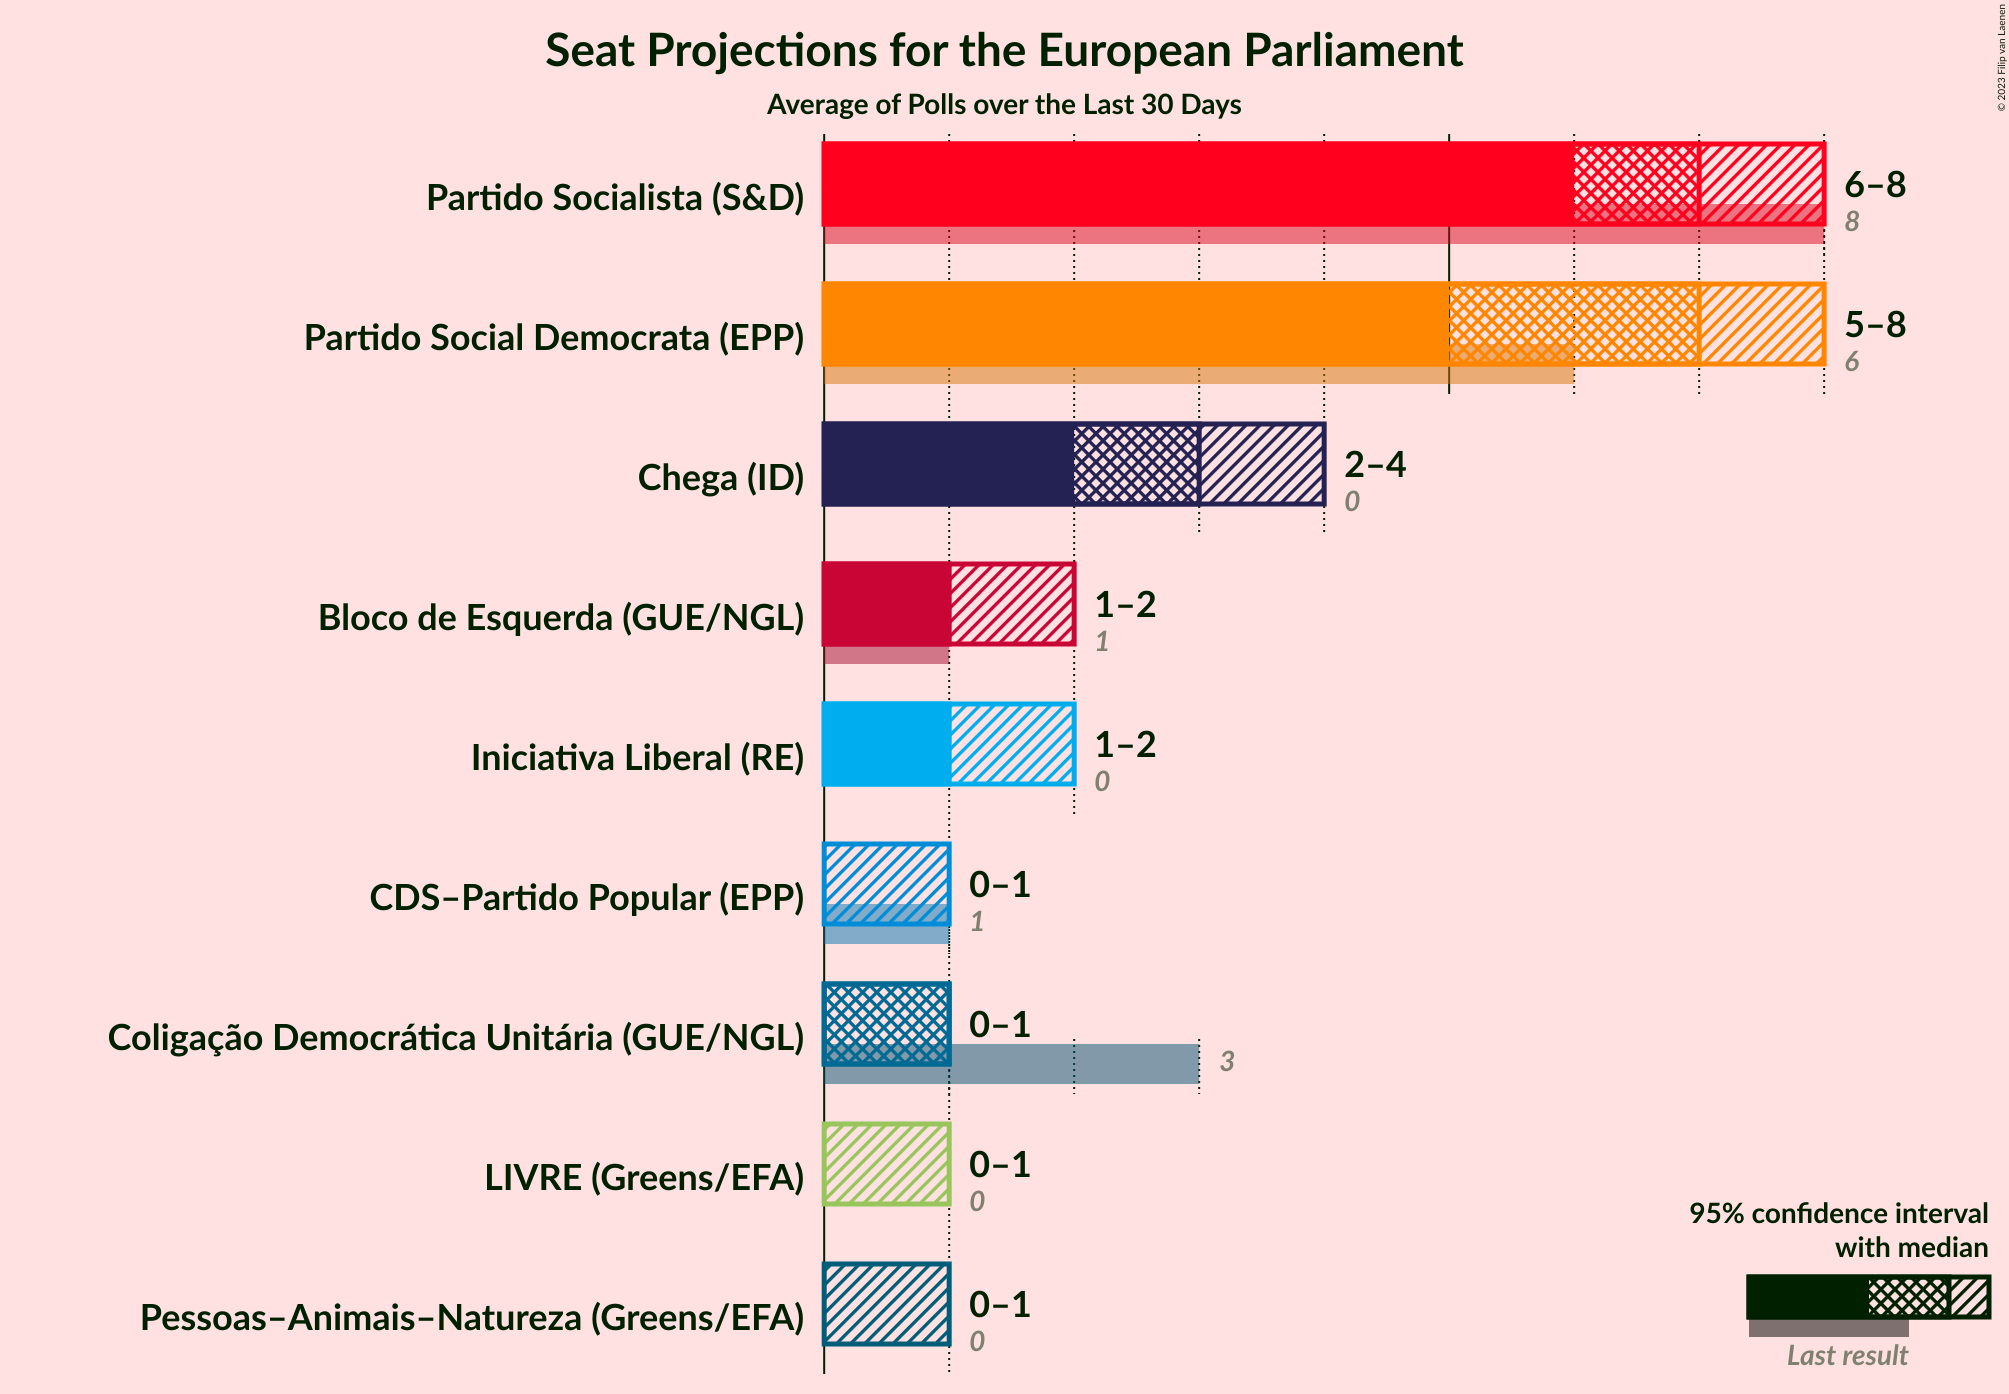 Seat Projections for the European Parliament
Average of Polls over the Last 30 Days
© 2023 Filip van Laenen
Partido Socialista (S&D)
6–8
8
Partido Social Democrata (EPP)
5–8
6
Chega (ID)
2–4
0
Bloco de Esquerda (GUE/NGL)
1–2
1
Iniciativa Liberal (RE)
1–2
0
CDS–Partido Popular (EPP)
0–1
1
Coligação Democrática Unitária (GUE/NGL)
0–1
3
LIVRE (Greens/EFA)
0–1
0
Pessoas–Animais–Natureza (Greens/EFA)
0–1
0
95% confidence interval
with median
Last result